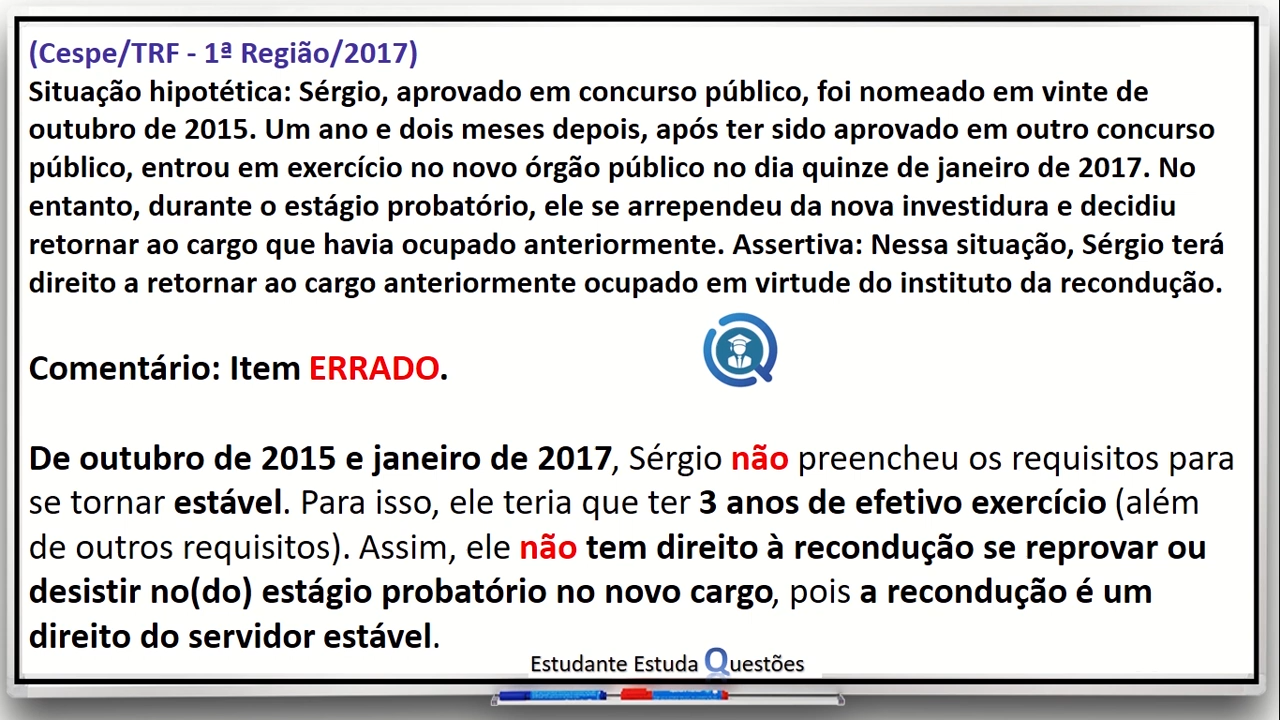 (Cespe/TRF - 1ª Região/2017)
Situação hipotética: Sérgio, aprovado em concurso público, foi nomeado em vinte de
outubro de 2015. Um ano e dois meses depois, após ter sido aprovado em outro concurso
público, entrou em exercício no novo órgão público no dia quinze de janeiro de 2017. No
entanto, durante o estágio probatório, ele se arrependeu da nova investidura e decidiu
retornar ao cargo que havia ocupado anteriormente. Assertiva: Nessa situação, Sérgio terá
direito a retornar ao cargo anteriormente ocupado em virtude do instituto da recondução.
Comentário: Item ERRADO.
De outubro de 2015 e janeiro de 2017, Sérgio não preencheu os requisitos para
se tornar estável. Para isso, ele teria que ter 3 anos de efetivo exercício (além
de outros requisitos). Assim, ele não tem direito à recondução se reprovar ou
desistir no(do) estágio probatório no novo cargo, pois a recondução é um
direito do servidor estável.
Estudante Estuda Questões